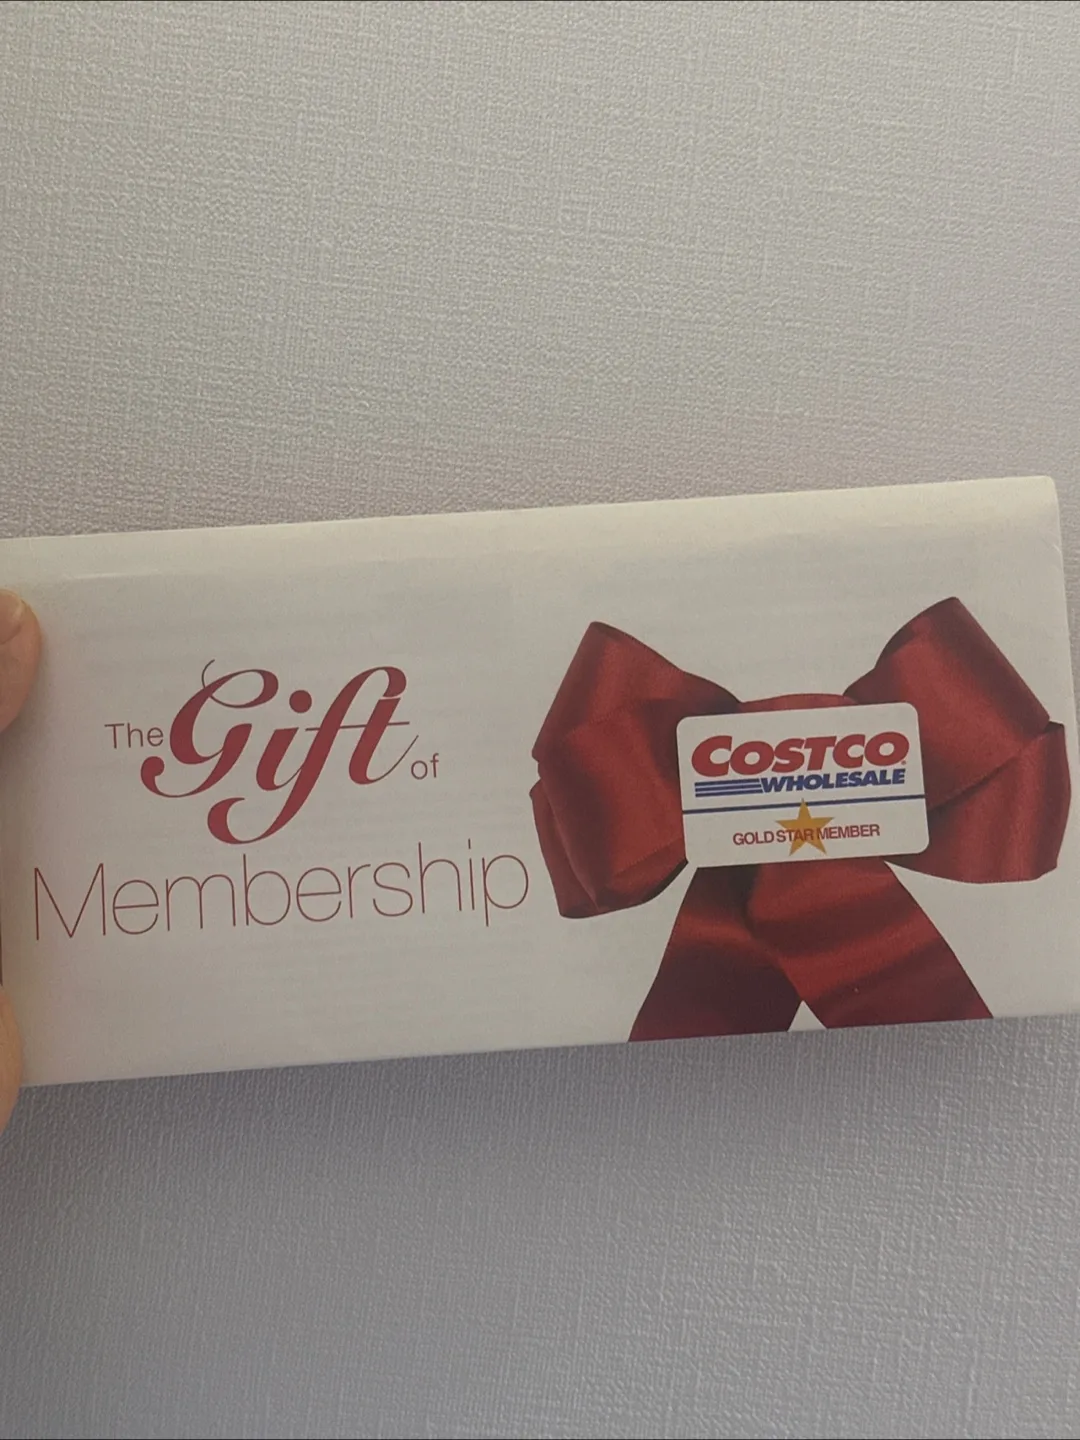 The Gift of
Membership
COSTCO
WHOLESALE
GOLD STAR MEMBER